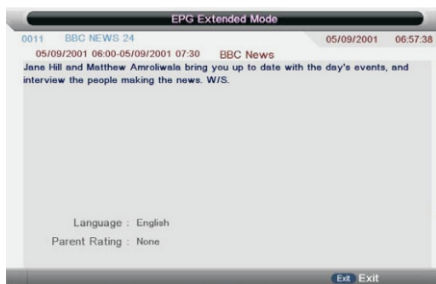 EPG Extended Mode
0011 BBC NEWS 24 05/09/2001 06:57:38
05/09/2001 06:00-05/09/2001 07:30 BBC News
Jane Hill and Matthew Amroliwala bring you up to date with the day's events, and
interview the people making the news. W/S.
Language : English
Parent Rating : None
Exit Exit